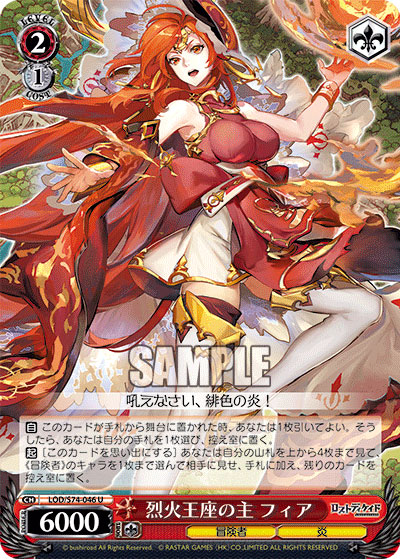 LEVEL
2
1
COST
SAMPLE
吼えなさい、緋色の炎！
自 このカードが手札から舞台に置かれた時、あなたは1枚引いてよい。そ
うしたら、あなたは自分の手札を1枚選び、控え室に置く。
起 [このカードを思い出にする] あなたは自分の山札を上から4枚まで見て、
《冒険者》のキャラを1枚まで選んで相手に見せ、手札に加え、残りのカード
を控え室に置く。
CH LOD/S74-046 U
POWER
6000
烈火王座の主 フィア
ロストディケイド
冒険者 炎
© bushiroad All Rights Reserved. © RASTAR GAMES (HK) CO.,LIMITED ALL RIGHTS RESERVED.